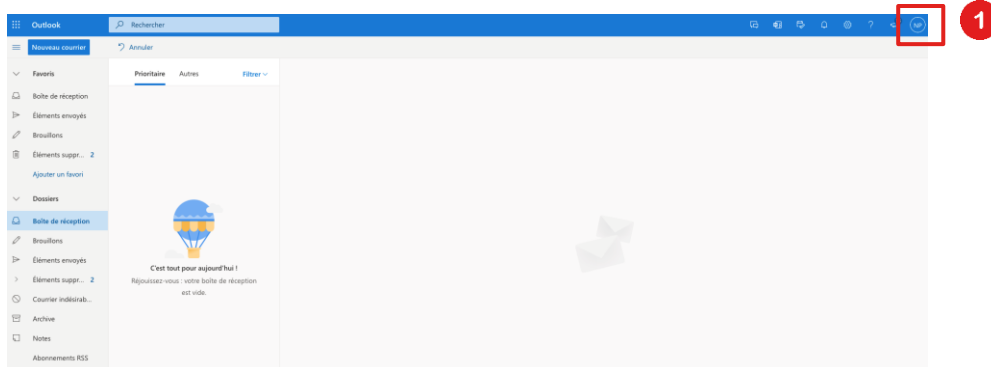 Outlook
Rechercher
1
Nouveau courrier
Annuler
Favoris
Prioritaire Autres Filtrer
Boîte de réception
Éléments envoyés
Brouillons
Éléments suppr... 2
Ajouter un favori
Dossiers
Boîte de réception
Brouillons
Éléments envoyés
C'est tout pour aujourd'hui !
Éléments suppr... 2
Réjouissez-vous : votre boîte de réception
est vide.
Courrier indésirab...
Archive
Notes
Abonnements RSS